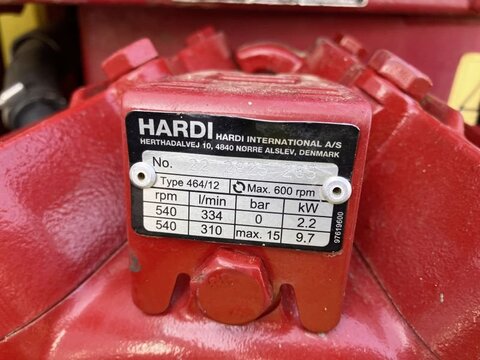 HARDI HARDI INTERNATIONAL A/S
HERTHADALVEJ 10, 4840 NØRRE ALSLEV, DENMARK
No.
Type 464/12 Max. 600 rpm
rpm l/min bar kW
540 334 0 2.2
540 310 max. 15 9.7
97619600